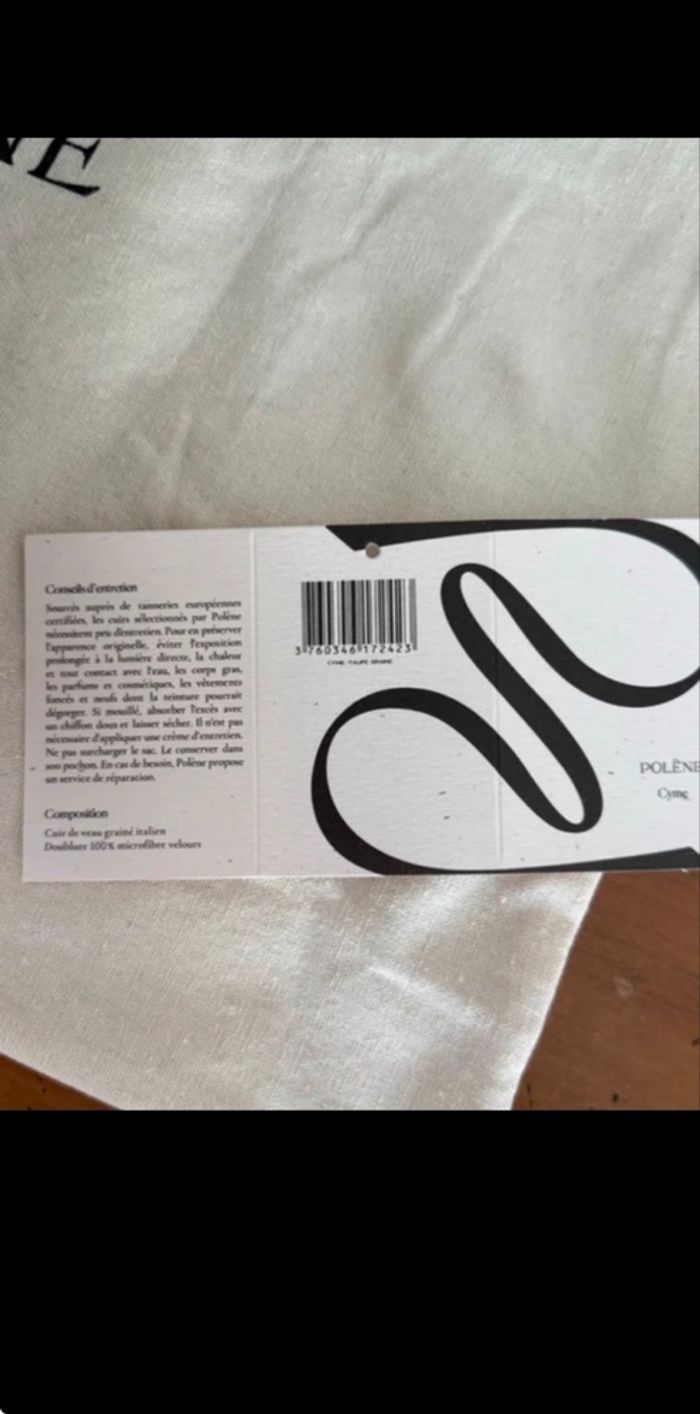 NE
Conseils d'entretien
Sourcés auprès de tanneries européennes
certifiées, les cuirs sélectionnés par Polène
nécessitent peu d'entretien. Pour en préserver
l'apparence originelle, éviter l'exposition
prolongée à la lumière directe, la chaleur
et tout contact avec l'eau, les corps gras,
les parfums et cosmétiques, les vêtements
foncés et neufs dont la teinture pourrait
dégorger. Si mouillé, absorber l'excès avec
un chiffon doux et laisser sécher. Il n'est pas
nécessaire d'appliquer une crème d'entretien.
Ne pas surcharger le sac. Le conserver dans
son pochon. En cas de besoin, Polène propose
un service de réparation.
Composition
Cuir de veau grainé italien
Doublure 100% microfibre velours
3 760346 172423
CYME-TAUPE GRAINE
POLÈNE
Cyme